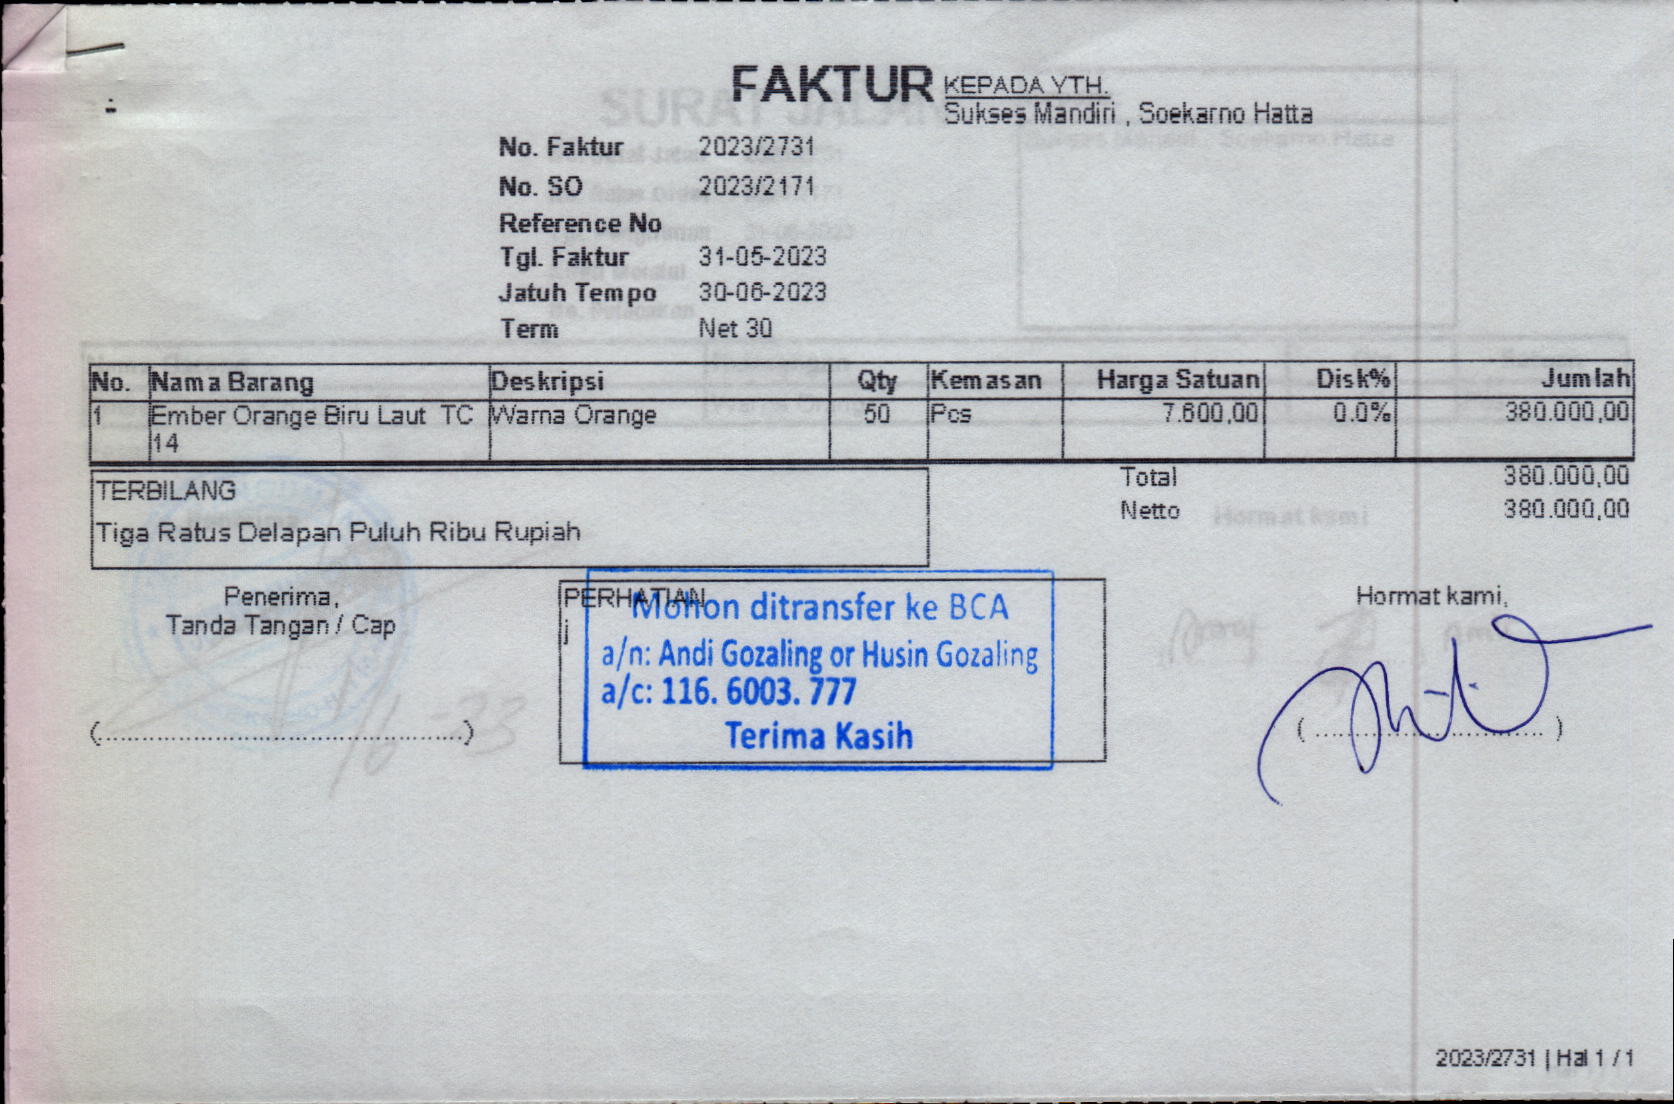 FAKTUR
KEPADA YTH.
Sukses Mandiri , Soekarno Hatta
No. Faktur 2023/2731
No. SO 2023/2171
Reference No
Tgl. Faktur 31-05-2023
Jatuh Tempo 30-06-2023
Term Net 30
No. Nama Barang Deskripsi Qty Kemasan Harga Satuan Disk% Jumlah
1 Ember Orange Biru Laut TC Warna Orange 50 Pcs 7.600,00 0.0% 380.000,00
14
Total 380.000,00
Netto 380.000,00
TERBILANG
Tiga Ratus Delapan Puluh Ribu Rupiah
Penerima,
Tanda Tangan / Cap
(........................................)
PERHATIAN
j
Mohon ditransfer ke BCA
a/n: Andi Gozaling or Husin Gozaling
a/c: 116. 6003. 777
Terima Kasih
Hormat kami,
( ............................ )
2023/2731 | Hal 1 / 1